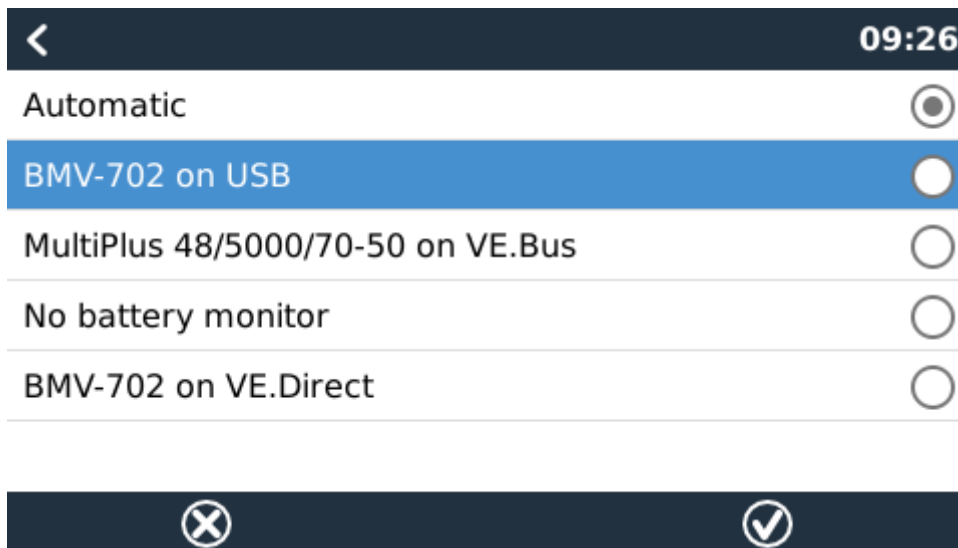 09:26
Automatic
BMV-702 on USB
MultiPlus 48/5000/70-50 on VE.Bus
No battery monitor
BMV-702 on VE.Direct